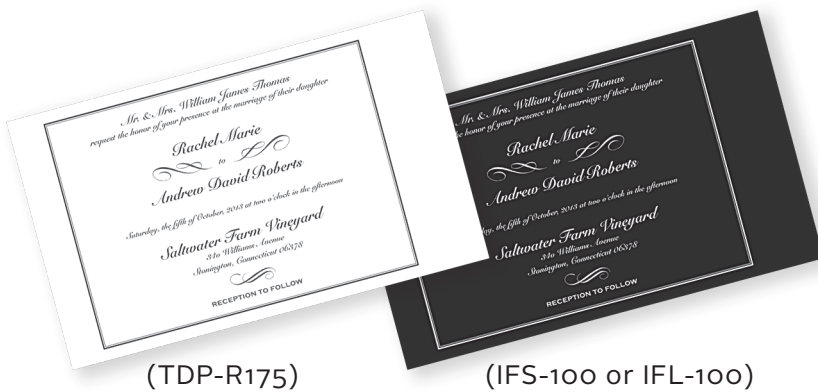 Mr. & Mrs. William James Thomas
request the honor of your presence at the marriage of their daughter
Rachel Marie
to
Andrew David Roberts
Saturday, the fifth of October, 2013 at two o'clock in the afternoon
Saltwater Farm Vineyard
340 Williams Avenue
Stonington, Connecticut 06378
RECEPTION TO FOLLOW
(TDP-R175)
Mr. & Mrs. William James Thomas
honor of your presence at the marriage of their daughter
Rachel Marie
to
Andrew David Roberts
fifth of October, 2013 at two o'clock in the afternoon
Saltwater Farm Vineyard
340 Williams Avenue
Stonington, Connecticut 06378
RECEPTION TO FOLLOW
(IFS-100 or IFL-100)